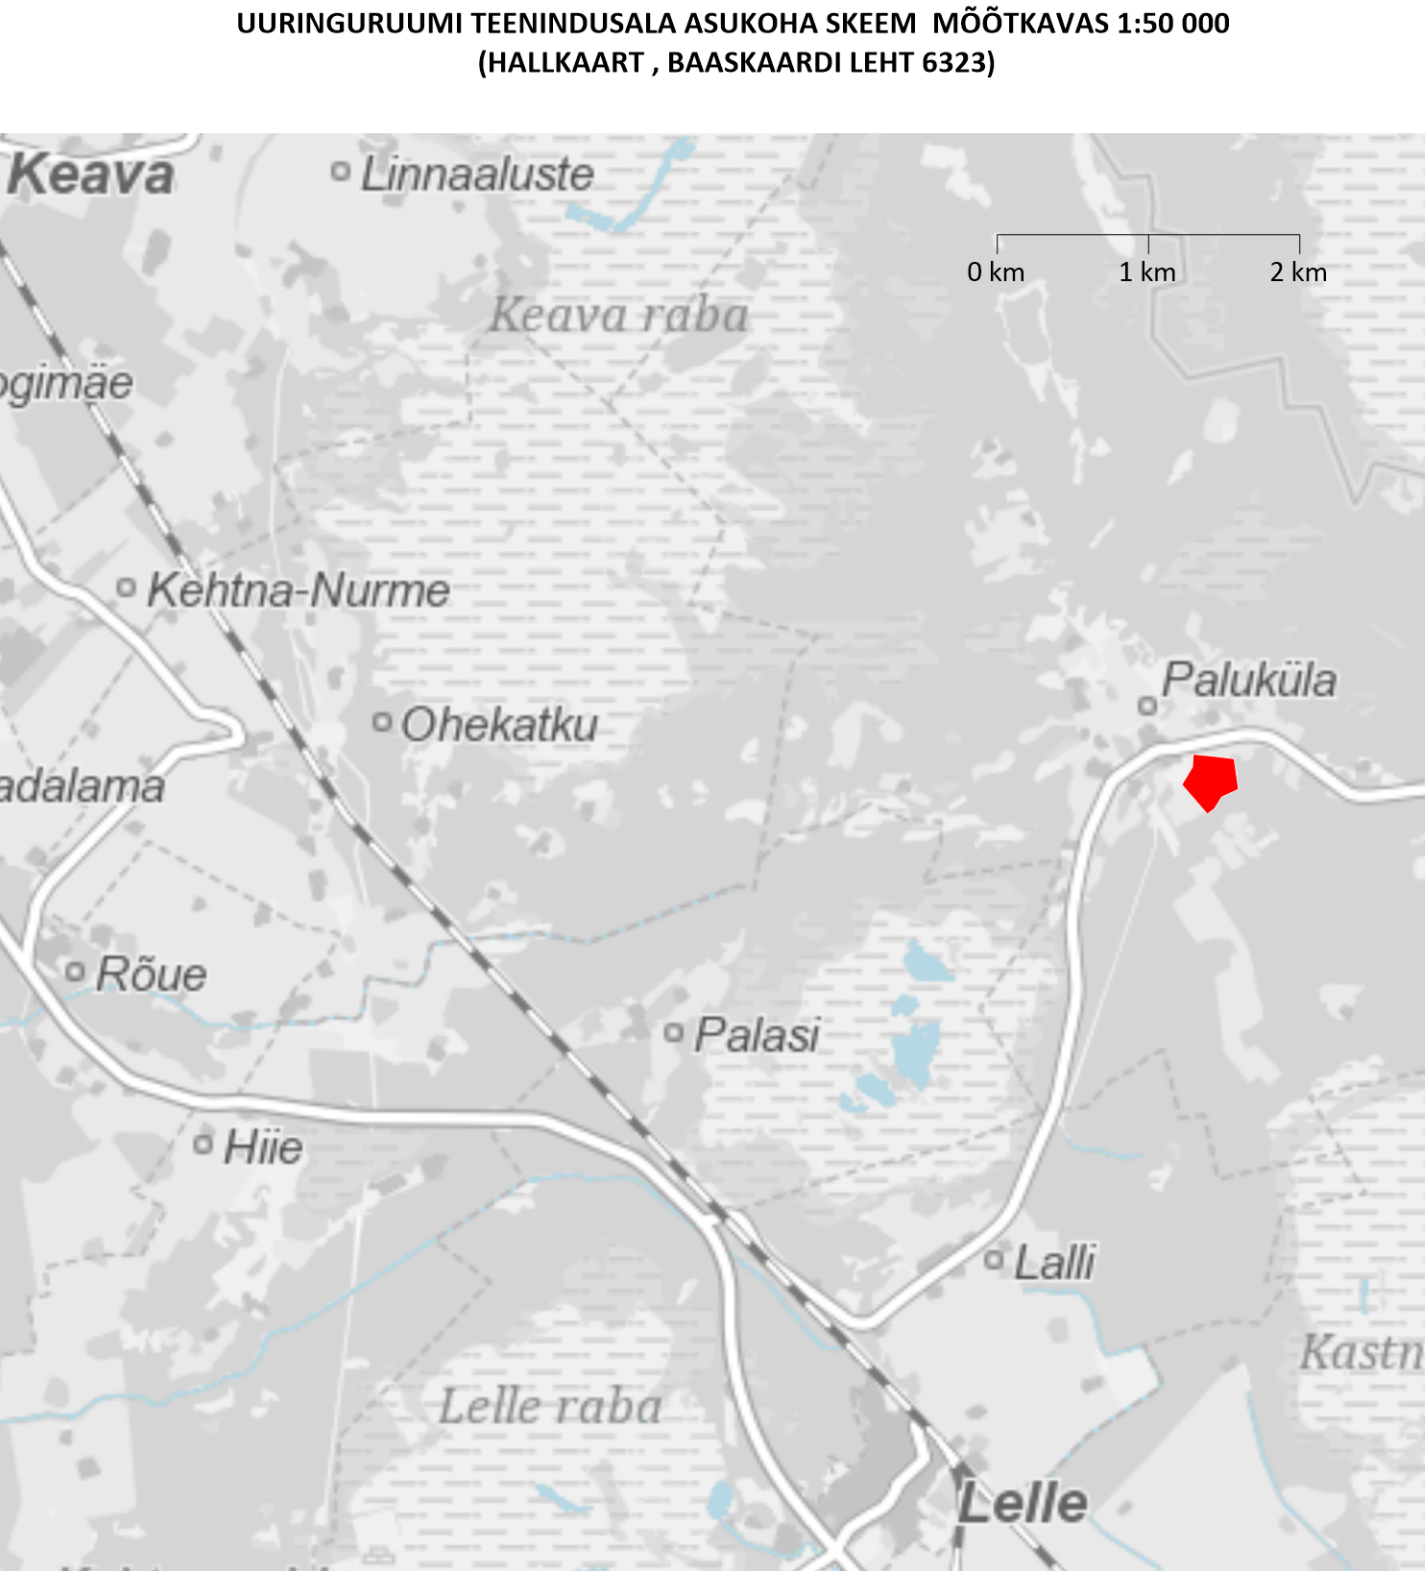 UURINGURUUMI TEENINDUSALA ASUKOHA SKEEM MÕÕTKAVAS 1:50 000
(HALLKAART , BAASKAARDI LEHT 6323)
Keava
Linnaaluste
0 km 1 km 2 km
Keava raba
ogimäe
Kehtna-Nurme
Paluküla
Ohekatku
adalama
Rõue
Palasi
Hiie
Lalli
Kastn
Lelle raba
Lelle